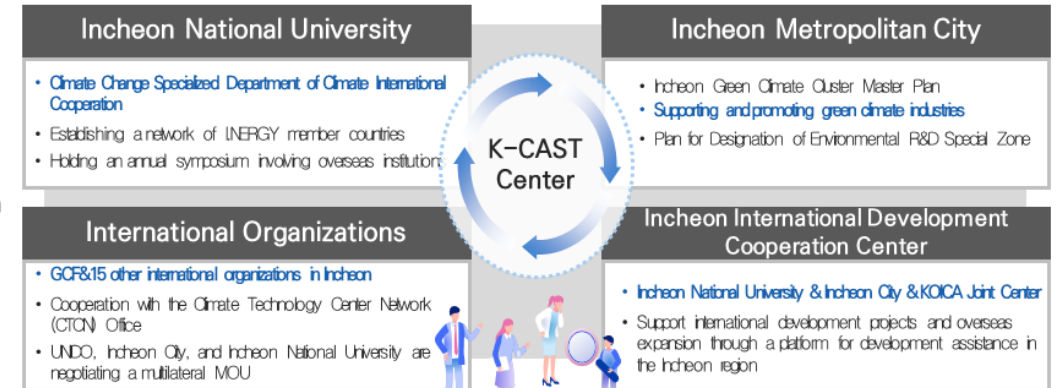 Incheon National University
• Climate Change Specialized Department of Climate International
Cooperation
• Establishing a network of I.NERGY member countries
• Holding an annual symposium involving overseas institution
Incheon Metropolitan City
• Incheon Green Climate Cluster Master Plan
• Supporting and promoting green climate industries
• Plan for Designation of Environmental R&D Special Zone
K-CAST
Center
International Organizations
• GCF&15 other international organizations in Incheon
• Cooperation with the Climate Technology Center Network
(CTCN) Office
• UNIDO, Incheon City, and Incheon National University are
negotiating a multilateral MOU
Incheon International Development
Cooperation Center
• Incheon National University & Incheon City & KOICA Joint Center
• Support international development projects and overseas
expansion through a platform for development assistance in
the Incheon region